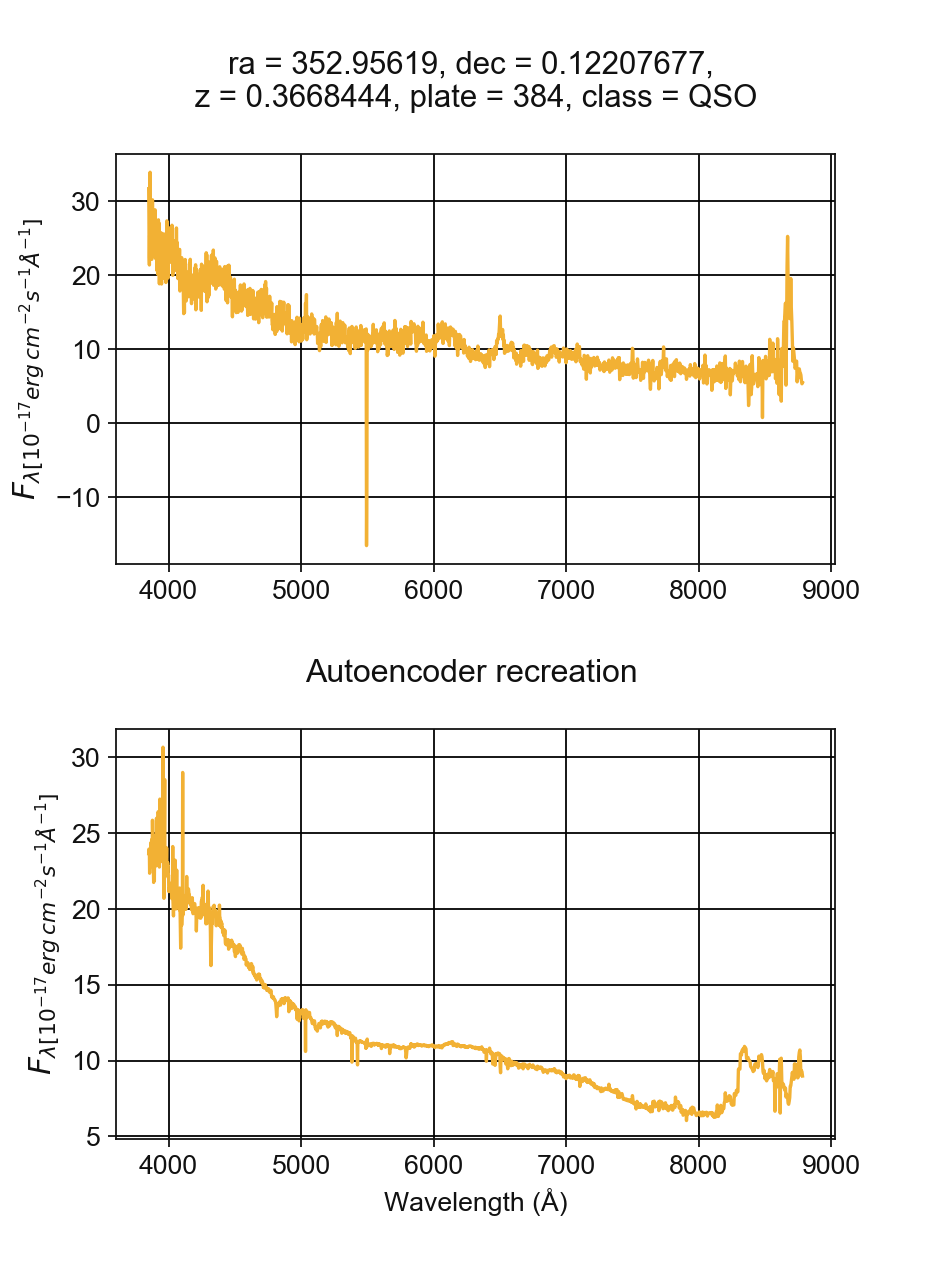 ra = 352.95619, dec = 0.12207677,
z = 0.3668444, plate = 384, class = QSO
F_{λ[10^{−17} erg cm^{−2}s^{−1}Å^{−1}]}
30
20
10
0
−10
4000 5000 6000 7000 8000 9000
Autoencoder recreation
F_{λ[10^{−17} erg cm^{−2}s^{−1}Å^{−1}]}
30
25
20
15
10
5
4000 5000 6000 7000 8000 9000
Wavelength (Å)